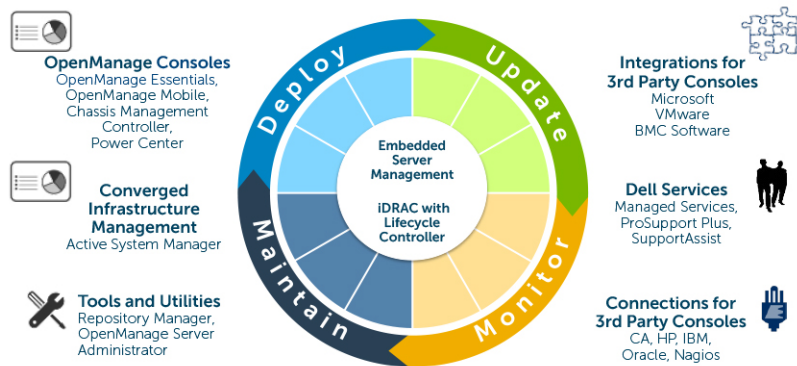 OpenManage Consoles
OpenManage Essentials,
OpenManage Mobile,
Chassis Management
Controller,
Power Center
Converged
Infrastructure
Management
Active System Manager
Tools and Utilities
Repository Manager,
OpenManage Server
Administrator
Deploy
Update
Maintain
Monitor
Embedded
Server
Management
iDRAC with
Lifecycle
Controller
Integrations for
3rd Party Consoles
Microsoft
VMware
BMC Software
Dell Services
Managed Services,
ProSupport Plus,
SupportAssist
Connections for
3rd Party Consoles
CA, HP, IBM,
Oracle, Nagios